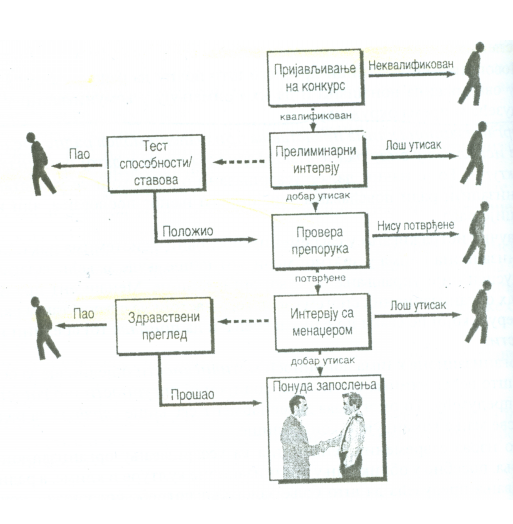 Пријављивање
на конкурс
Неквалификован
квалификован
Пао
Тест
способности/
ставова
Прелиминарни
интервју
Лош утисак
добар утисак
Положио
Провера
препорука
Нису потврђене
потврђене
Пао
Здравствени
преглед
Интервју са
менаџером
Лош утисак
добар утисак
Прошао
Понуда запослења